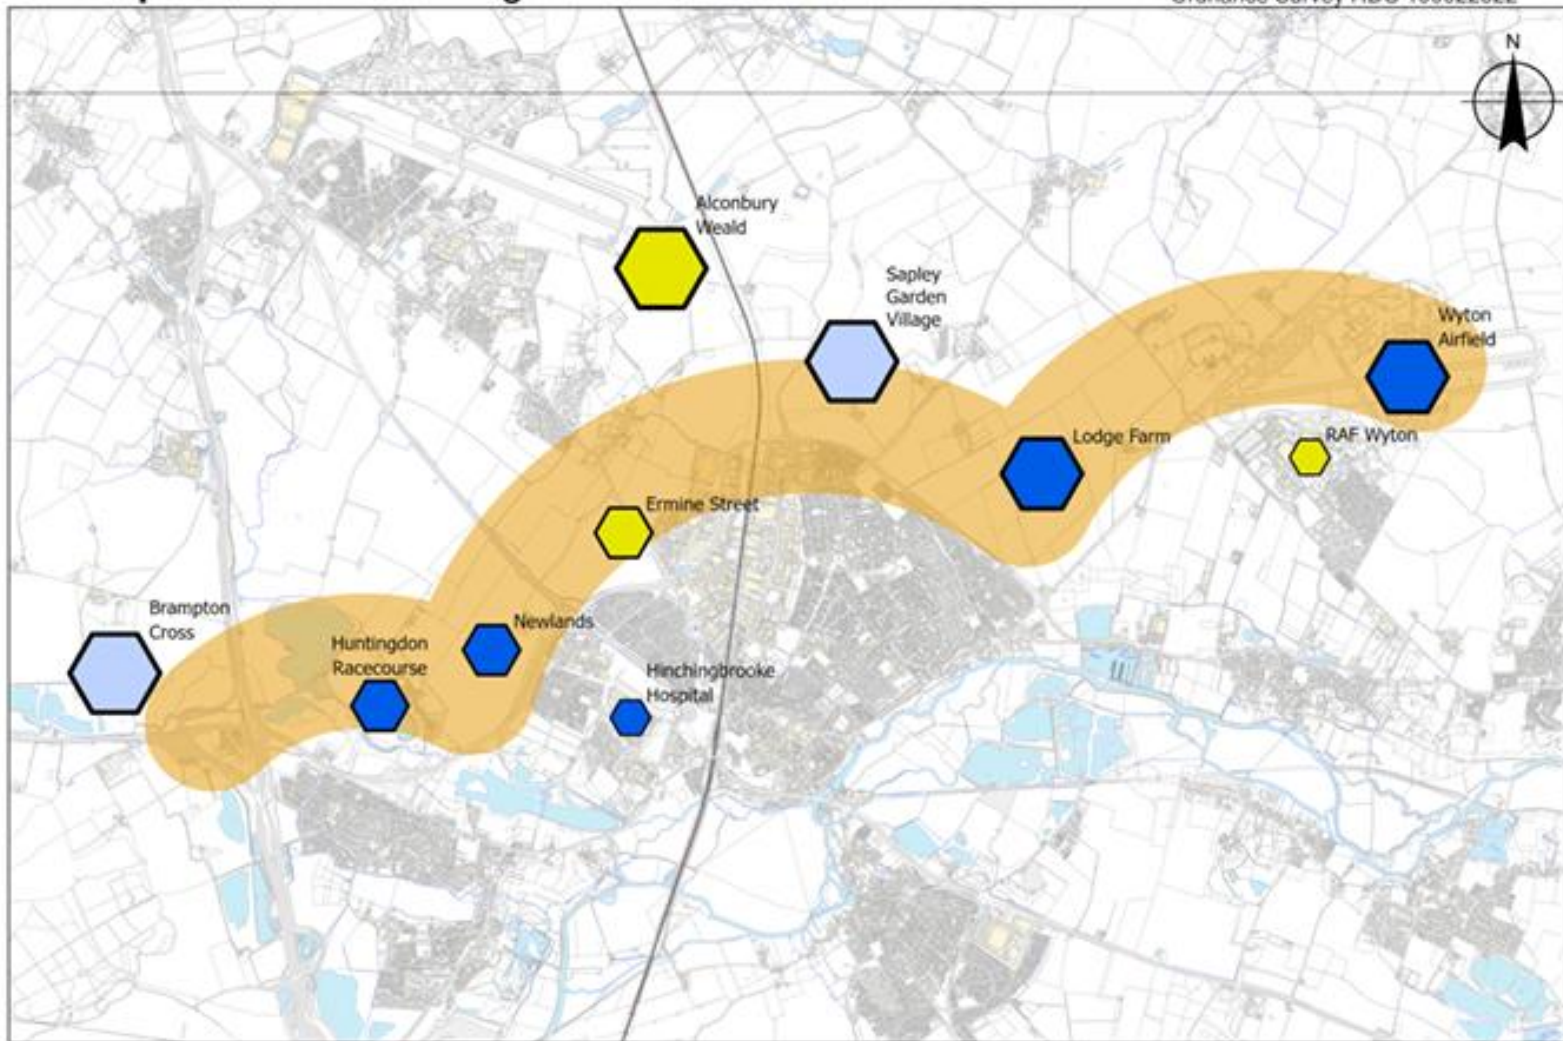 N
Alconbury
Weald
Sapley
Garden
Village
Wyton
Airfield
Lodge Farm
RAF Wyton
Ermine Street
Brampton
Cross
Newlands
Huntingdon
Racecourse
Hinchingbrooke
Hospital